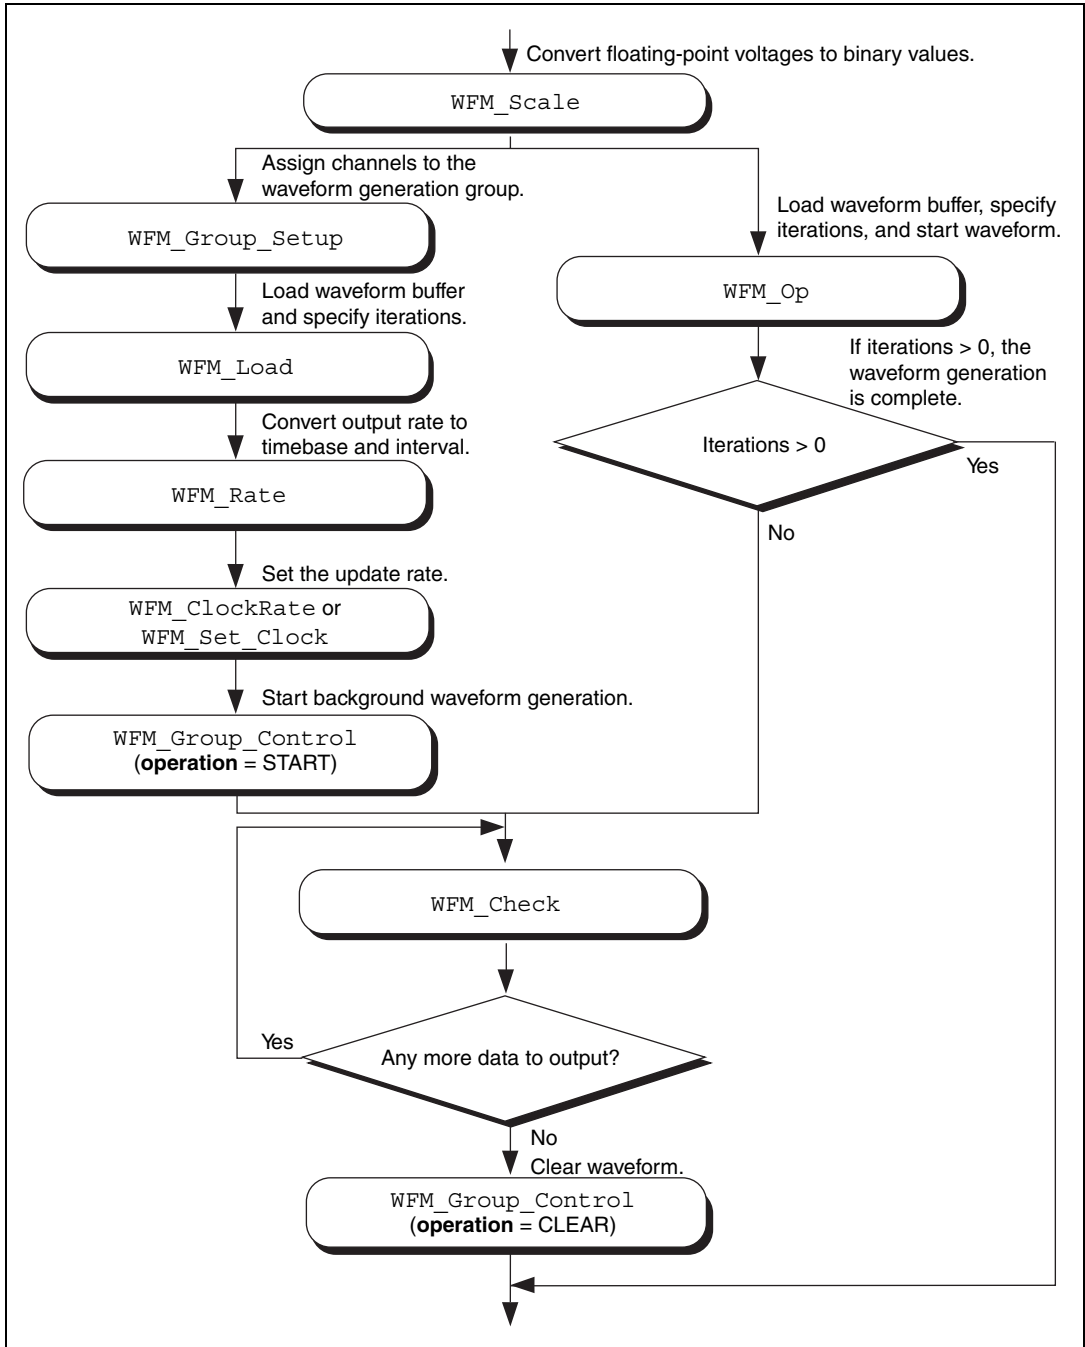 Convert floating-point voltages to binary values.
WFM_Scale
Assign channels to the
waveform generation group.
WFM_Group_Setup
Load waveform buffer
and specify iterations.
WFM_Load
Convert output rate to
timebase and interval.
WFM_Rate
Set the update rate.
WFM_ClockRate or
WFM_Set_Clock
Start background waveform generation.
WFM_Group_Control
(operation = START)
Load waveform buffer, specify
iterations, and start waveform.
WFM_Op
If iterations > 0, the
waveform generation
is complete.
Iterations > 0
Yes
No
WFM_Check
Any more data to output?
Yes
No
Clear waveform.
WFM_Group_Control
(operation = CLEAR)